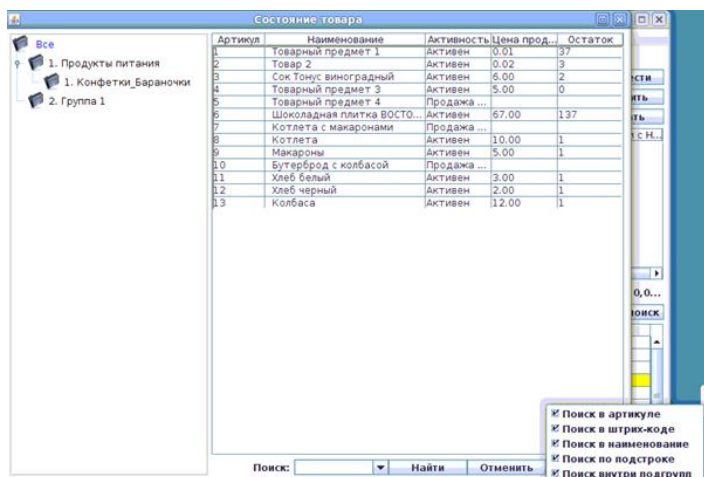 Состояние товара
Все
1. Продукты питания
1. Конфетки_Бараночки
2. Группа 1
Артикул Наименование Активность Цена прод... Остаток
1 Товарный предмет 1 Активен 0.01 37
2 Товар 2 Активен 0.02 3
3 Сок Тонус виноградный Активен 6.00 2
4 Товарный предмет 3 Активен 5.00 0
5 Товарный предмет 4 Продажа ...
6 Шоколадная плитка ВОСТО... Активен 67.00 137
7 Котлета с макаронами Продажа ...
8 Котлета Активен 10.00 1
9 Макароны Активен 5.00 1
10 Бутерброд с колбасой Продажа ...
11 Хлеб белый Активен 3.00 1
12 Хлеб черный Активен 2.00 1
13 Колбаса Активен 12.00 1
ести
ить
ть
с Н...
0,0...
оиск
Поиск в артикуле
Поиск в штрих-коде
Поиск в наименование
Поиск по подстроке
Поиск внутри подгрупп
Поиск: Найти Отменить